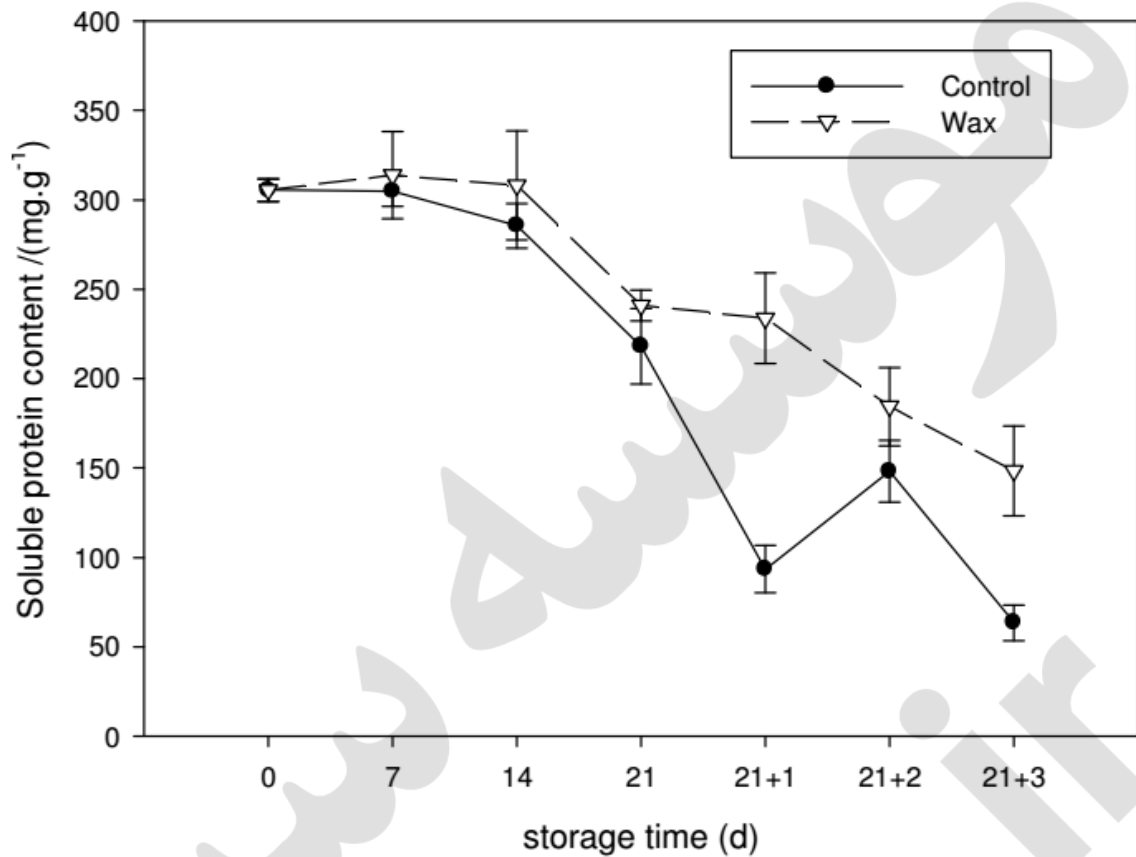 400
350
300
250
200
150
100
50
0
Soluble protein content /(mg.g⁻¹)
Control
Wax
0 7 14 21 21+1 21+2 21+3
storage time (d)
ir